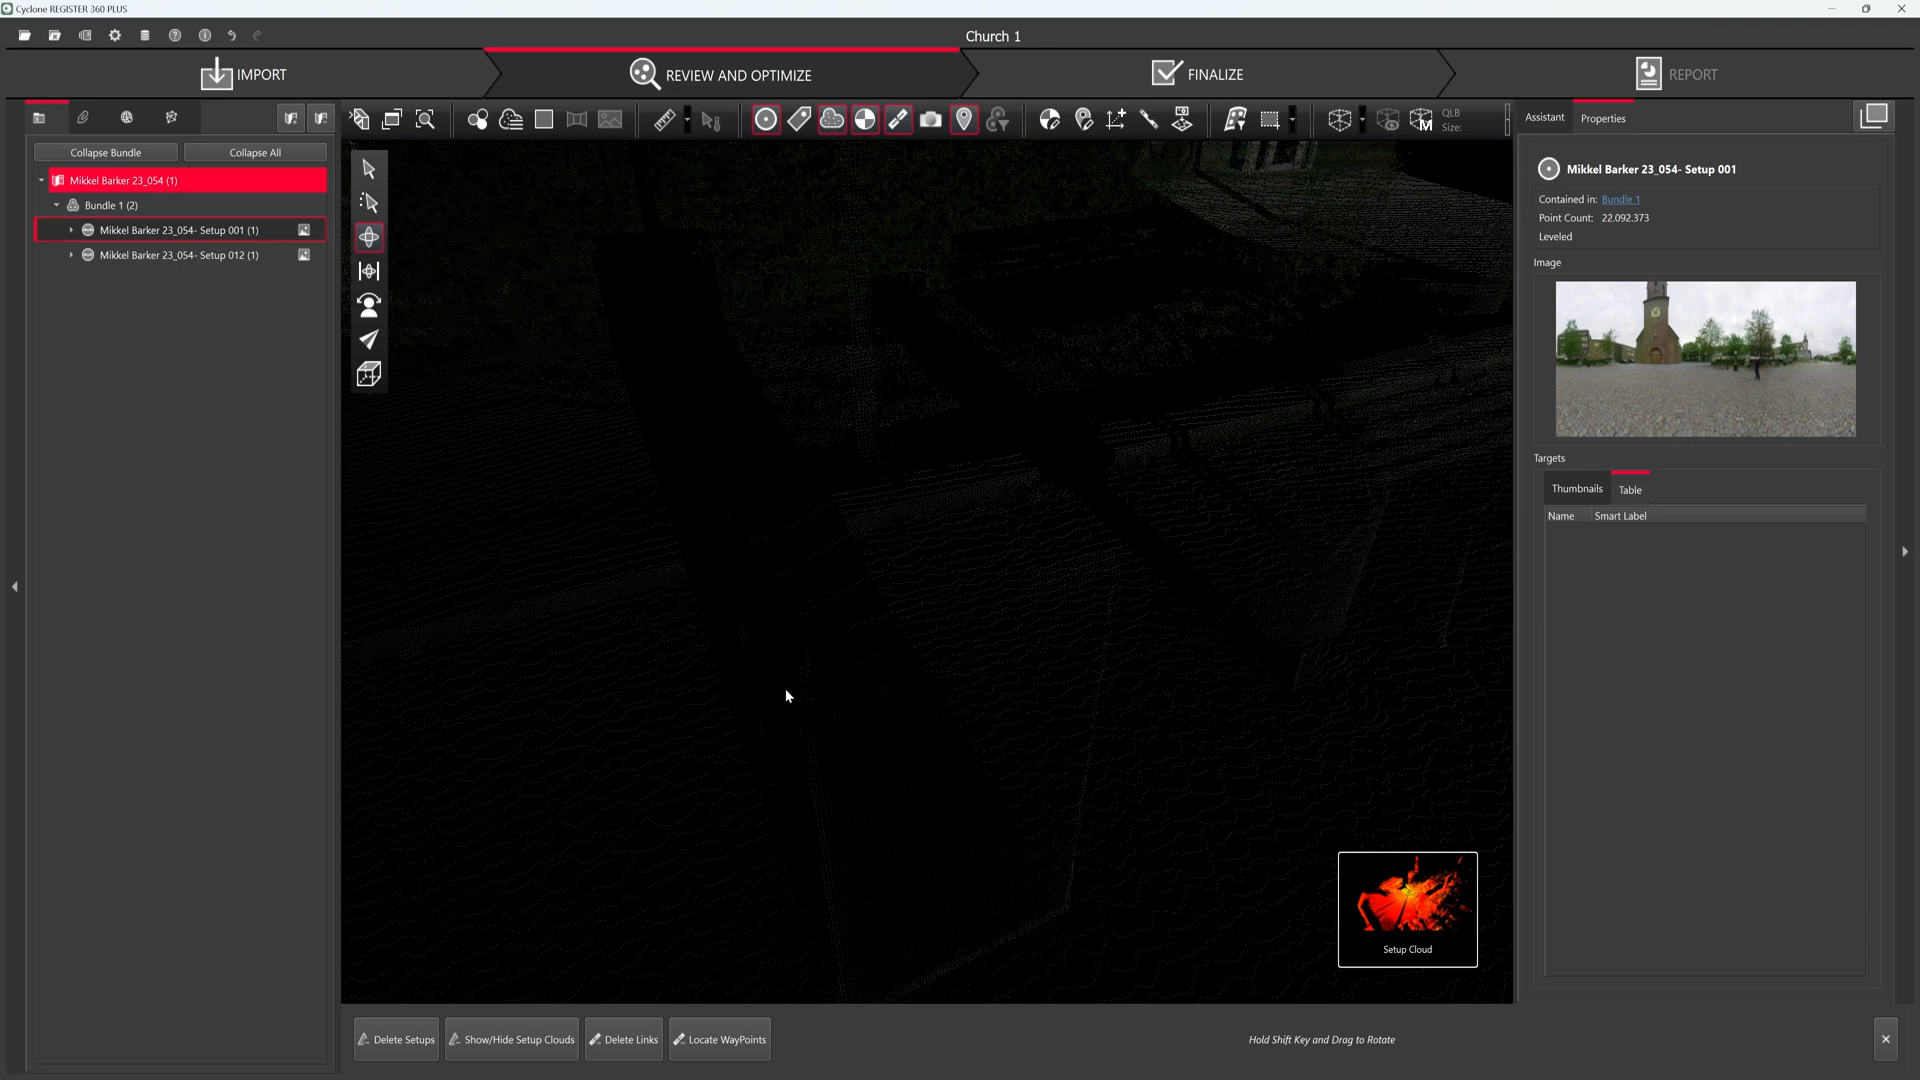 Cyclone REGISTER 360 PLUS
Church 1
IMPORT
REVIEW AND OPTIMIZE
FINALIZE
REPORT
QLB
Size:
Assistant
Properties
Collapse Bundle
Collapse All
Mikkel Barker 23_054 (1)
Bundle 1 (2)
Mikkel Barker 23_054- Setup 001 (1)
Mikkel Barker 23_054- Setup 012 (1)
Mikkel Barker 23_054- Setup 001
Contained in: Bundle 1
Point Count: 22.092.373
Leveled
Image
Targets
Thumbnails
Table
Name Smart Label
Setup Cloud
Delete Setups
Show/Hide Setup Clouds
Delete Links
Locate WayPoints
Hold Shift Key and Drag to Rotate